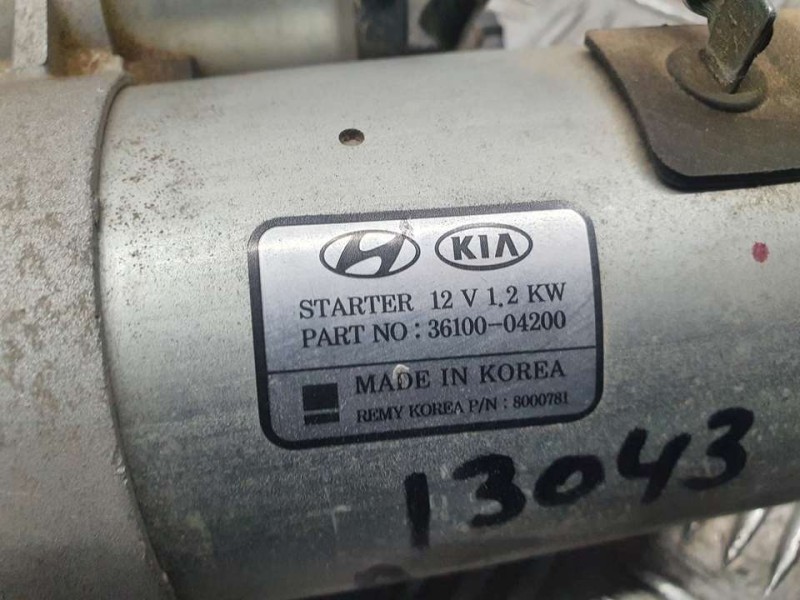 KIA
STARTER 12 V 1.2 KW
PART NO : 36100-04200
MADE IN KOREA
REMY KOREA P/N : 8000781
13043